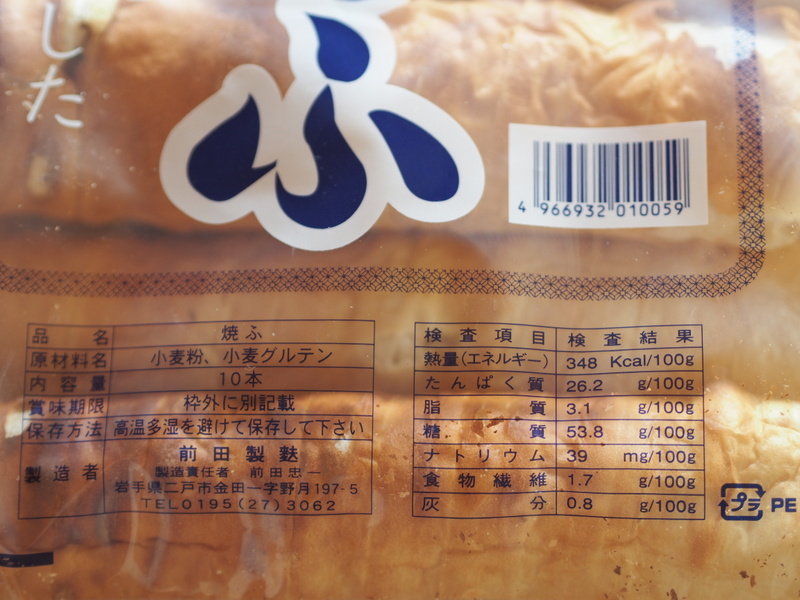 した
ふ
4 966932 010059
品名 焼ふ
原材料名 小麦粉、小麦グルテン
内容量 10本
賞味期限 枠外に別記載
保存方法 高温多湿を避けて保存して下さい
製造者 前田製麩
製造責任者 前田忠一
岩手県二戸市金田一字野月197-5
TEL0195(27)3062
検査項目 検査結果
熱量(エネルギー) 348 Kcal/100g
たんぱく質 26.2 g/100g
脂質 3.1 g/100g
糖質 53.8 g/100g
ナトリウム 39 mg/100g
食物繊維 1.7 g/100g
灰分 0.8 g/100g
プラ PE